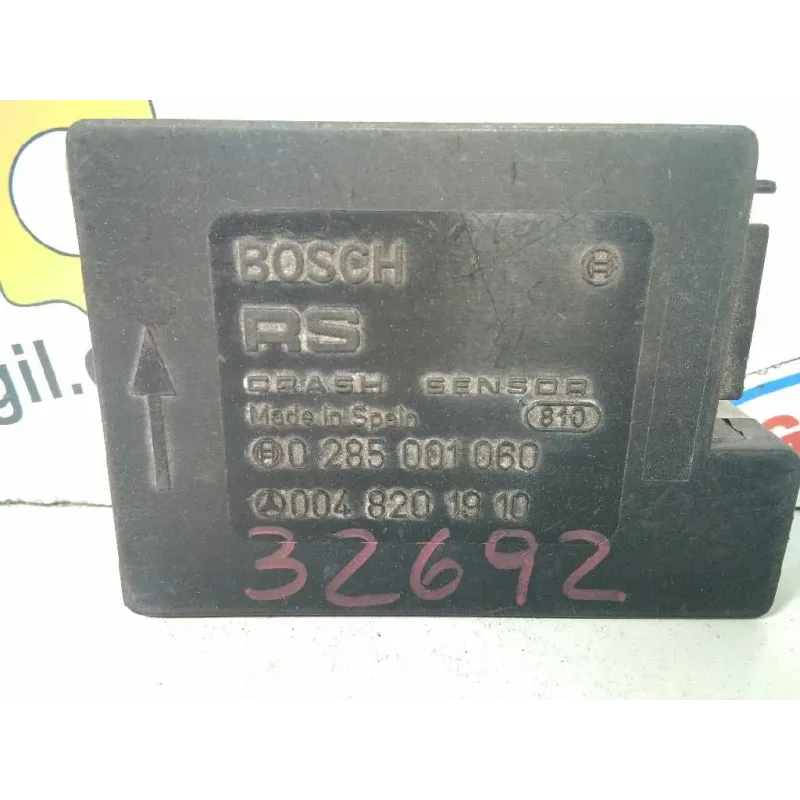 BOSCH
RS
CRASH SENSOR
Made in Spain 810
0 285 001 060
004 820 19 10
32692
gil.